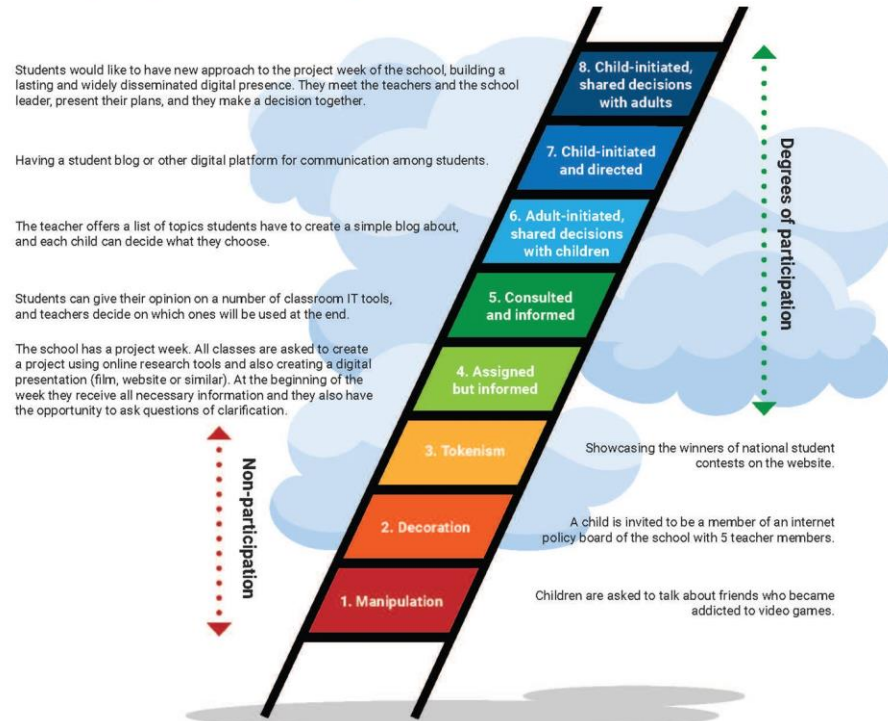 Students would like to have new approach to the project week of the school, building a
lasting and widely disseminated digital presence. They meet the teachers and the school
leader, present their plans, and they make a decision together.
8. Child-initiated,
shared decisions
with adults
Having a student blog or other digital platform for communication among students.
7. Child-initiated
and directed
The teacher offers a list of topics students have to create a simple blog about,
and each child can decide what they choose.
6. Adult-initiated,
shared decisions
with children
Students can give their opinion on a number of classroom IT tools,
and teachers decide on which ones will be used at the end.
5. Consulted
and informed
The school has a project week. All classes are asked to create
a project using online research tools and also creating a digital
presentation (film, website or similar). At the beginning of the
week they receive all necessary information and they also have
the opportunity to ask questions of clarification.
4. Assigned
but informed
Degrees of participation
3. Tokenism
Showcasing the winners of national student
contests on the website.
2. Decoration
A child is invited to be a member of an internet
policy board of the school with 5 teacher members.
1. Manipulation
Children are asked to talk about friends who became
addicted to video games.
Non-participation